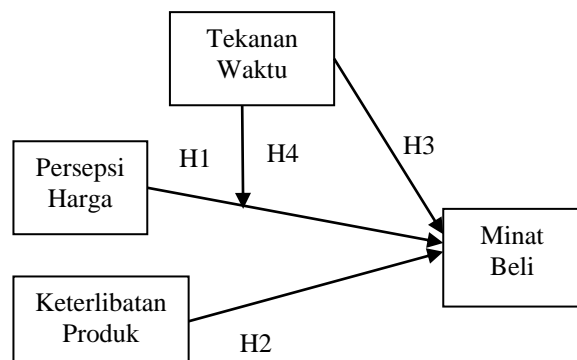 Tekanan
Waktu
H1
H4
H3
Persepsi
Harga
Minat
Beli
Keterlibatan
Produk
H2